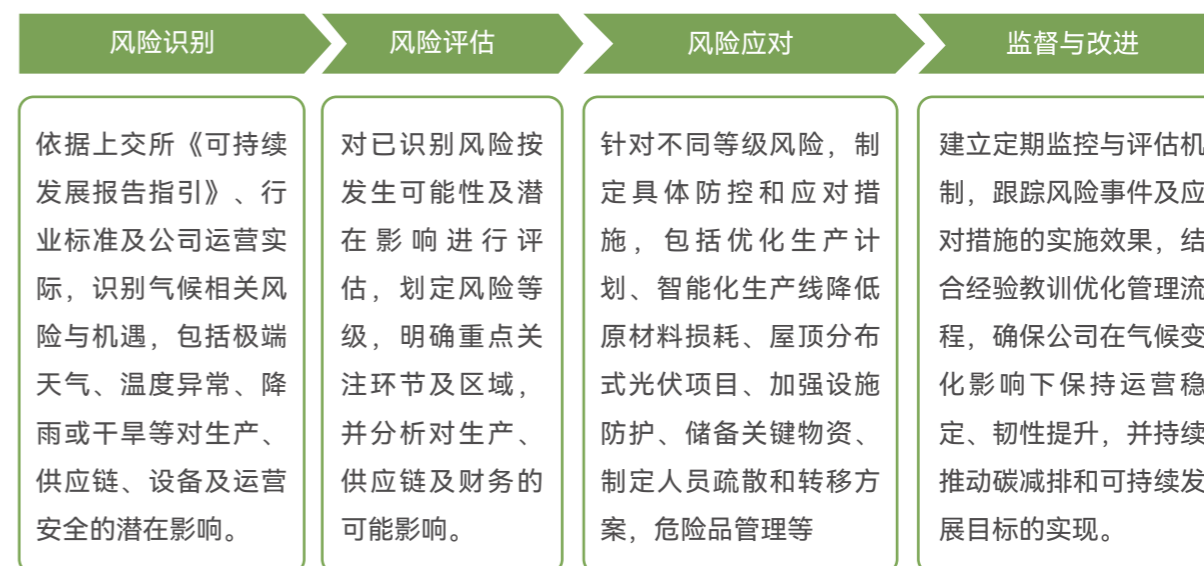 风险识别
风险评估
风险应对
监督与改进
依据上交所《可持续
发展报告指引》、行
业标准及公司运营实
际，识别气候相关风
险与机遇，包括极端
天气、温度异常、降
雨或干旱等对生产、
供应链、设备及运营
安全的潜在影响。
对已识别风险按
发生可能性及潜
在影响进行评
估，划定风险等
级，明确重点关
注环节及区域，
并分析对生产、
供应链及财务的
可能影响。
针对不同等级风险，制
定具体防控和应对措
施，包括优化生产计
划、智能化生产线降低
原材料损耗、屋顶分布
式光伏项目、加强设施
防护、储备关键物资、
制定人员疏散和转移方
案，危险品管理等
建立定期监控与评估机
制，跟踪风险事件及应
对措施的实施效果，结
合经验教训优化管理流
程，确保公司在气候变
化影响下保持运营稳
定、韧性提升，并持续
推动碳减排和可持续发
展目标的实现。